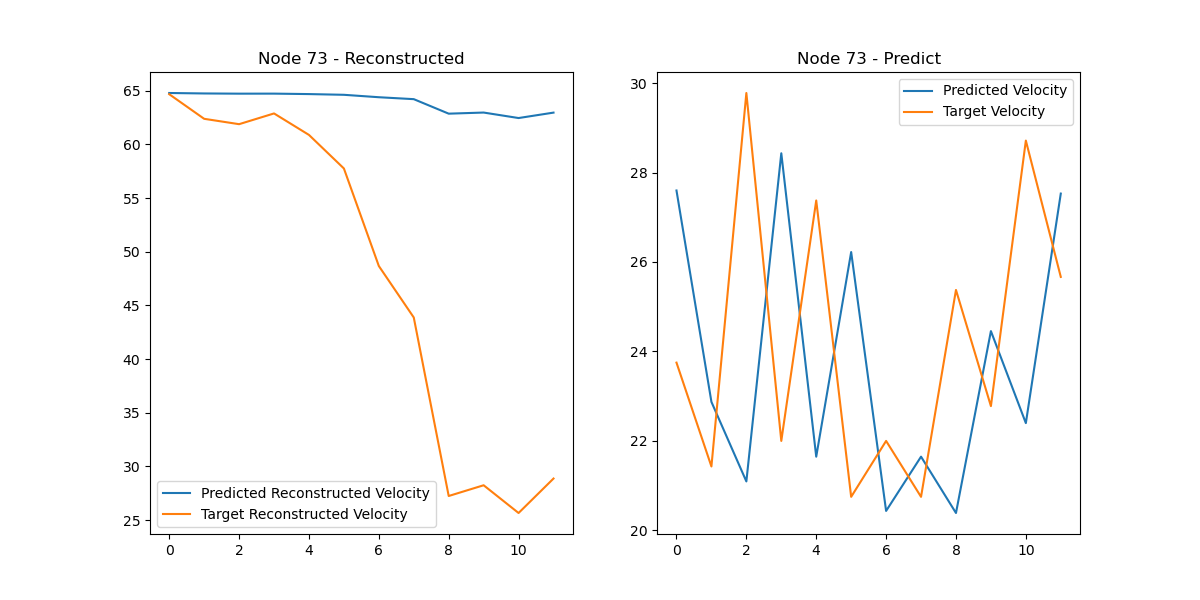 Node 73 - Reconstructed
65
60
55
50
45
40
35
30
25
0 2 4 6 8 10
Predicted Reconstructed Velocity
Target Reconstructed Velocity
Node 73 - Predict
30
28
26
24
22
20
0 2 4 6 8 10
Predicted Velocity
Target Velocity